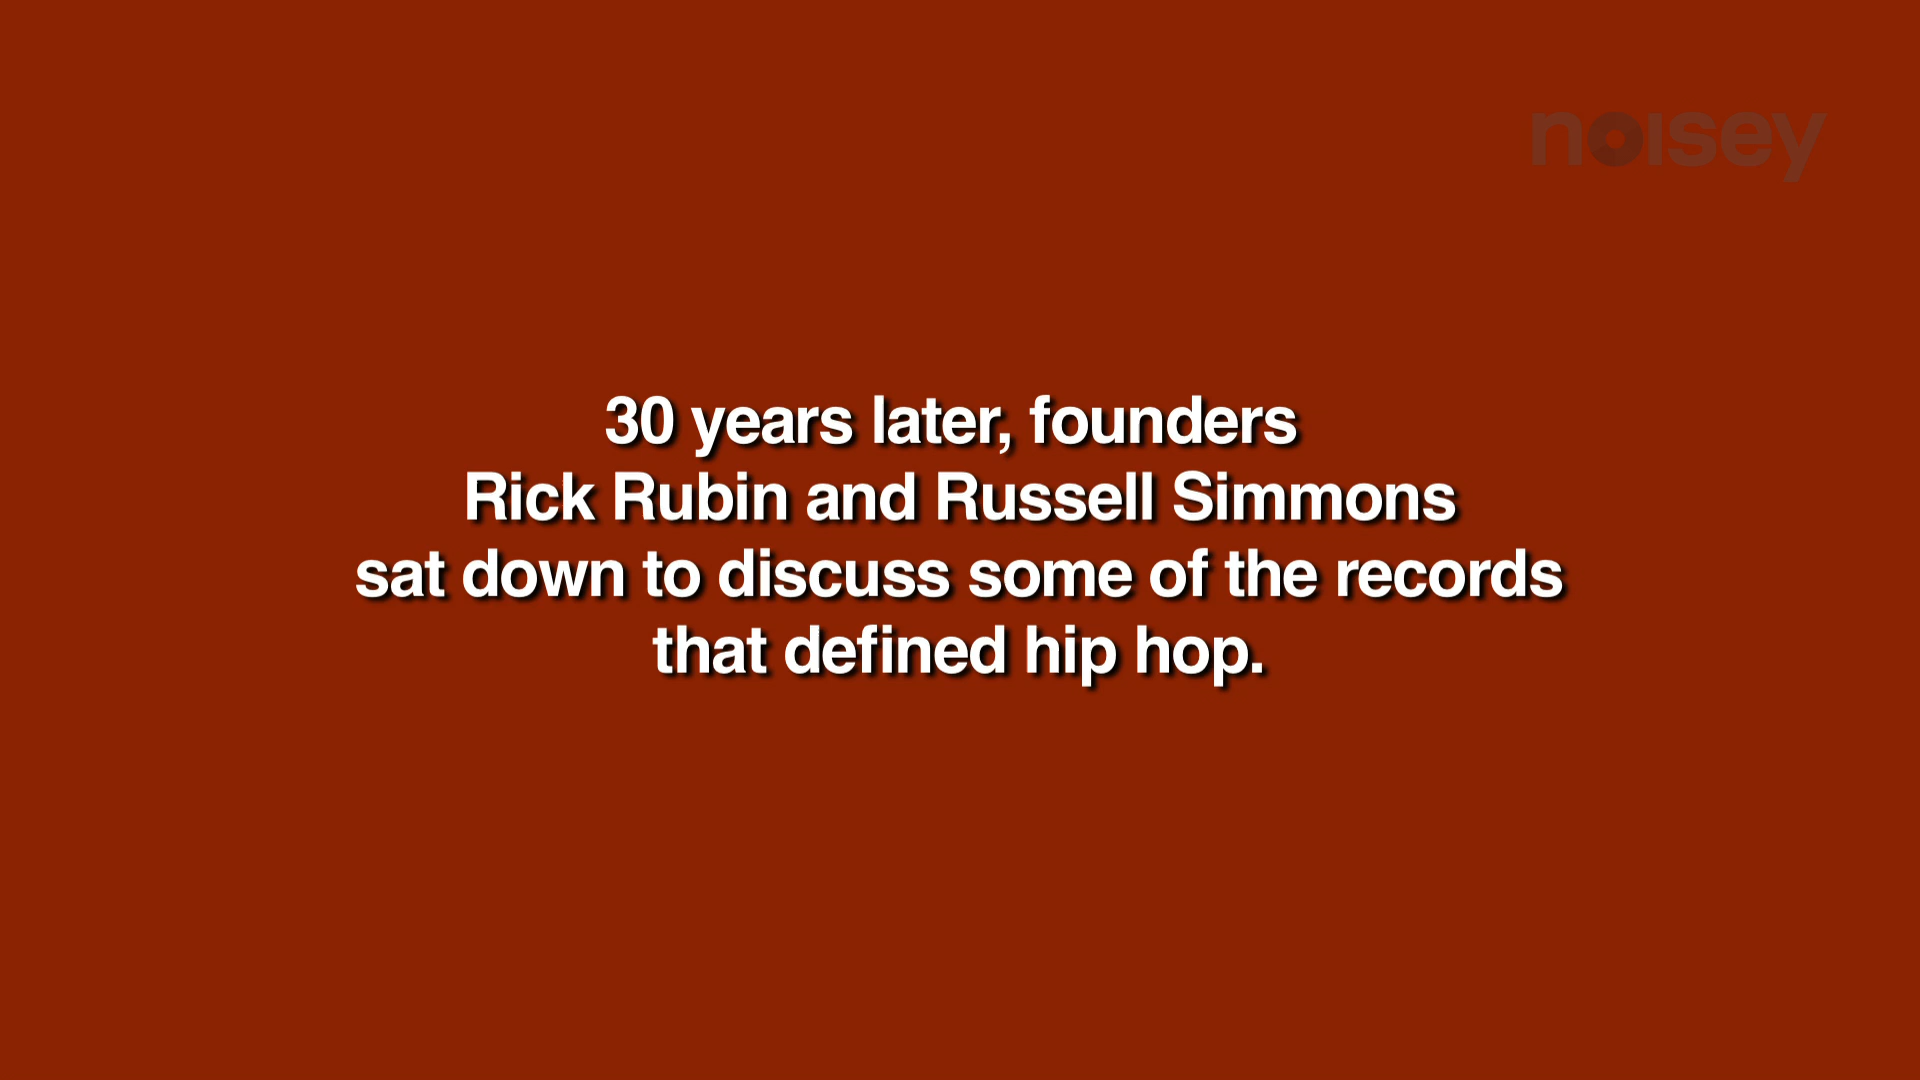 noisey
30 years later, founders
Rick Rubin and Russell Simmons
sat down to discuss some of the records
that defined hip hop.